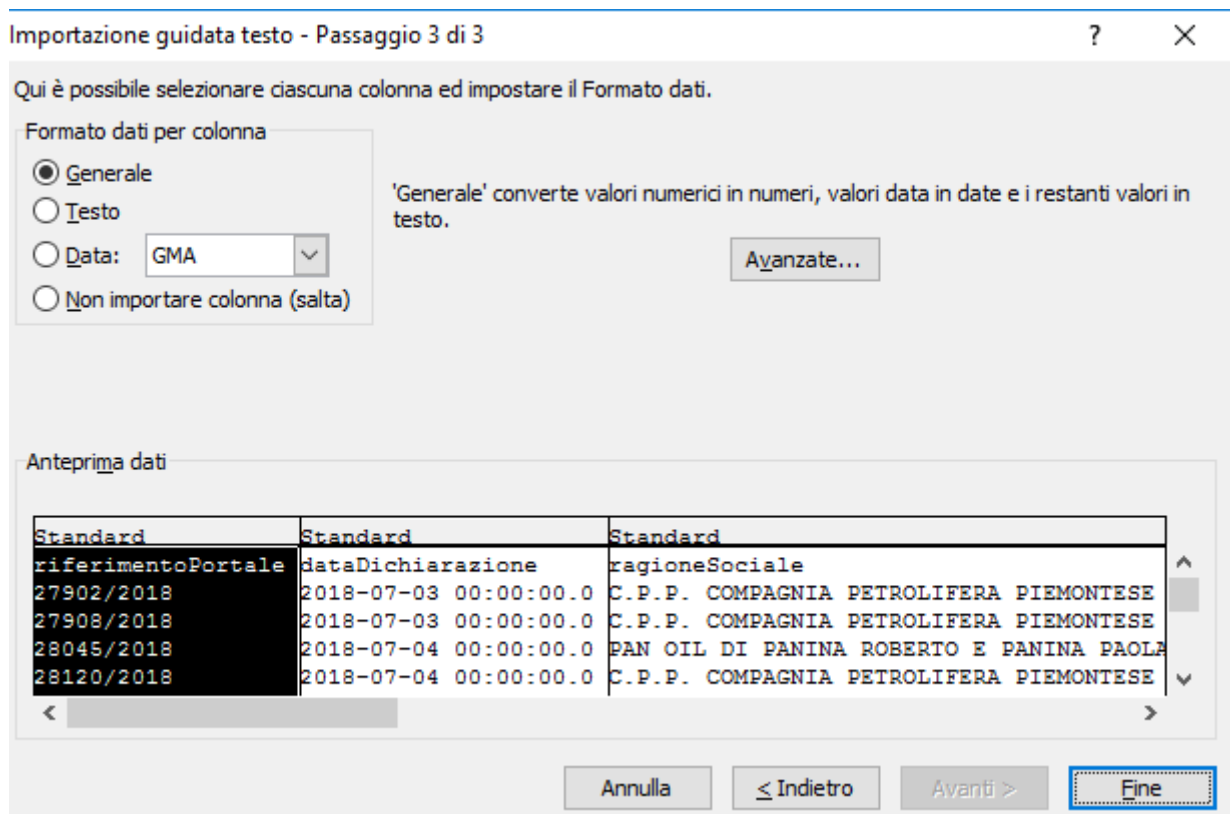 Importazione guidata testo - Passaggio 3 di 3
?
Qui è possibile selezionare ciascuna colonna ed impostare il Formato dati.
Formato dati per colonna
Generale
Testo
Data: GMA
Non importare colonna (salta)
'Generale' converte valori numerici in numeri, valori data in date e i restanti valori in
testo.
Avanzate...
Anteprima dati
Standard Standard Standard
riferimentoPortale dataDichiarazione ragioneSociale
27902/2018 2018-07-03 00:00:00.0 C.P.P. COMPAGNIA PETROLIFERA PIEMONTESE
27908/2018 2018-07-03 00:00:00.0 C.P.P. COMPAGNIA PETROLIFERA PIEMONTESE
28045/2018 2018-07-04 00:00:00.0 PAN OIL DI PANINA ROBERTO E PANINA PAOLA
28120/2018 2018-07-04 00:00:00.0 C.P.P. COMPAGNIA PETROLIFERA PIEMONTESE
Annulla < Indietro Avanti > Fine